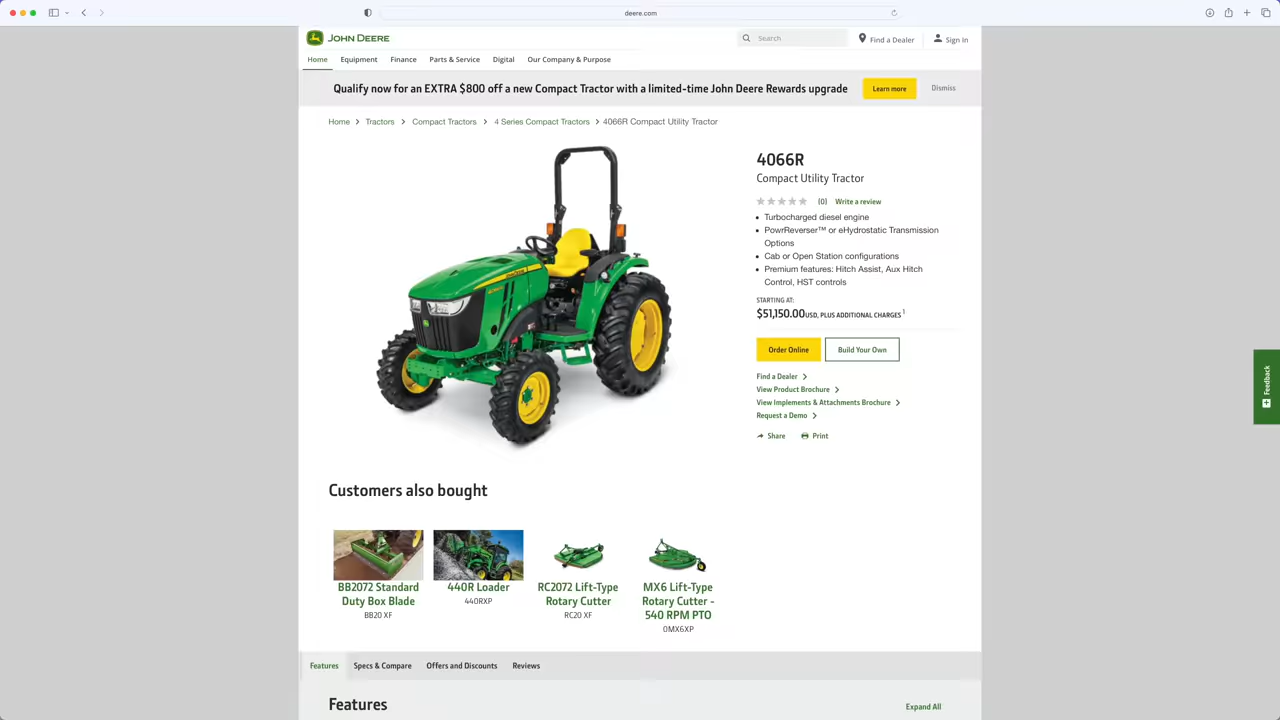 deere.com
JOHN DEERE
Search
Find a Dealer
Sign In
Home
Equipment
Finance
Parts & Service
Digital
Our Company & Purpose
Qualify now for an EXTRA $800 off a new Compact Tractor with a limited-time John Deere Rewards upgrade
Learn more
Dismiss
Home
Tractors
Compact Tractors
4 Series Compact Tractors
4066R Compact Utility Tractor
4066R
Compact Utility Tractor
(0) Write a review
Turbocharged diesel engine
PowrReverser™ or eHydrostatic Transmission
Options
Cab or Open Station configurations
Premium features: Hitch Assist, Aux Hitch
Control, HST controls
STARTING AT:
$51,150.00USD, PLUS ADDITIONAL CHARGES 1
Order Online
Build Your Own
Find a Dealer
View Product Brochure
View Implements & Attachments Brochure
Request a Demo
Share
Print
Feedback
Customers also bought
BB2072 Standard
Duty Box Blade
BB20 XF
440R Loader
440RXP
RC2072 Lift-Type
Rotary Cutter
RC20 XF
MX6 Lift-Type
Rotary Cutter -
540 RPM PTO
0MX6XP
Features
Specs & Compare
Offers and Discounts
Reviews
Features
Expand All